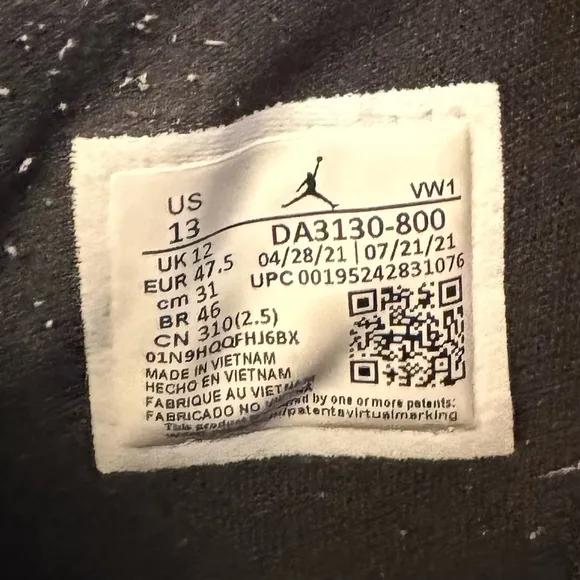 US
13
UK 12
EUR 47.5
cm 31
BR 46
CN 310(2.5)
01N9HQQFHJ6BX
MADE IN VIETNAM
HECHO EN VIETNAM
FABRIQUE AU VIETNAM
FABRICADO NO
VW1
DA3130-800
04/28/21 | 07/21/21
UPC 00195242831076
This by one or more patents:
/patentsvirtualmarking